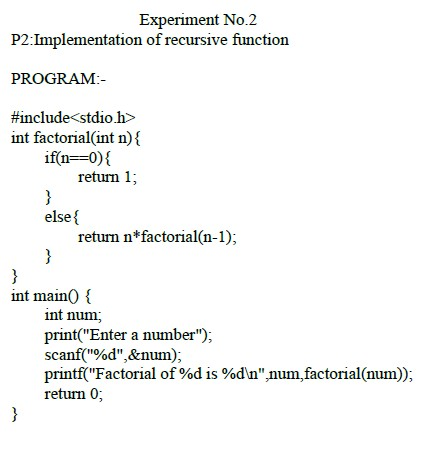 Experiment No.2
P2:Implementation of recursive function
PROGRAM:-
#include<stdio.h>
int factorial(int n){
if(n==0){
return 1;
}
else{
return n*factorial(n-1);
}
}
int main() {
int num;
print("Enter a number");
scanf("%d",&num);
printf("Factorial of %d is %d\n",num,factorial(num));
return 0;
}